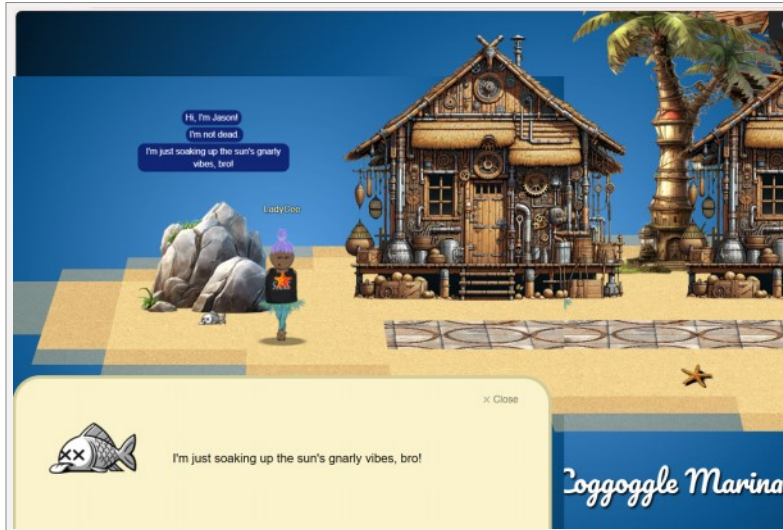 Hi, I'm Jason!
I'm not dead.
I'm just soaking up the sun's gnarly
vibes, bro!
LadyCee
× Close
I'm just soaking up the sun's gnarly vibes, bro!
Coggoggle Marina